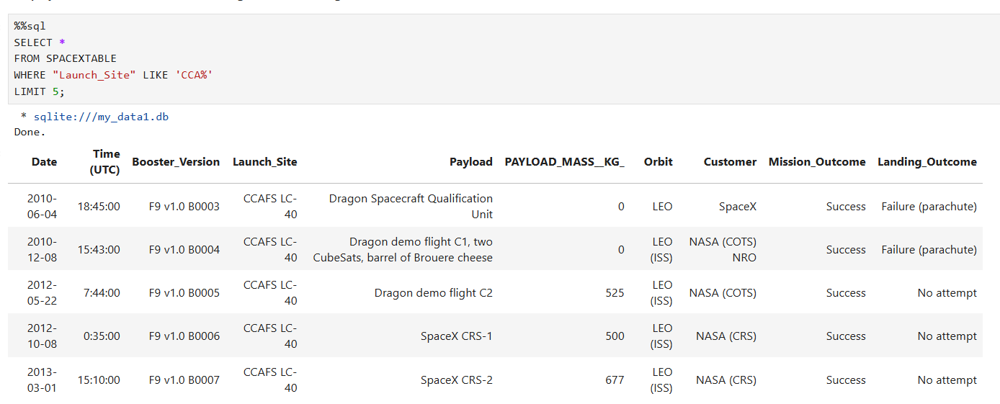 %%sql
SELECT *
FROM SPACEXTABLE
WHERE "Launch_Site" LIKE 'CCA%'
LIMIT 5;
* sqlite:///my_data1.db
Done.
Date Time (UTC) Booster_Version Launch_Site Payload PAYLOAD_MASS__KG_ Orbit Customer Mission_Outcome Landing_Outcome
2010-06-04 18:45:00 F9 v1.0 B0003 CCAFS LC-40 Dragon Spacecraft Qualification Unit 0 LEO SpaceX Success Failure (parachute)
2010-12-08 15:43:00 F9 v1.0 B0004 CCAFS LC-40 Dragon demo flight C1, two CubeSats, barrel of Brouere cheese 0 LEO (ISS) NASA (COTS) NRO Success Failure (parachute)
2012-05-22 7:44:00 F9 v1.0 B0005 CCAFS LC-40 Dragon demo flight C2 525 LEO (ISS) NASA (COTS) Success No attempt
2012-10-08 0:35:00 F9 v1.0 B0006 CCAFS LC-40 SpaceX CRS-1 500 LEO (ISS) NASA (CRS) Success No attempt
2013-03-01 15:10:00 F9 v1.0 B0007 CCAFS LC-40 SpaceX CRS-2 677 LEO (ISS) NASA (CRS) Success No attempt